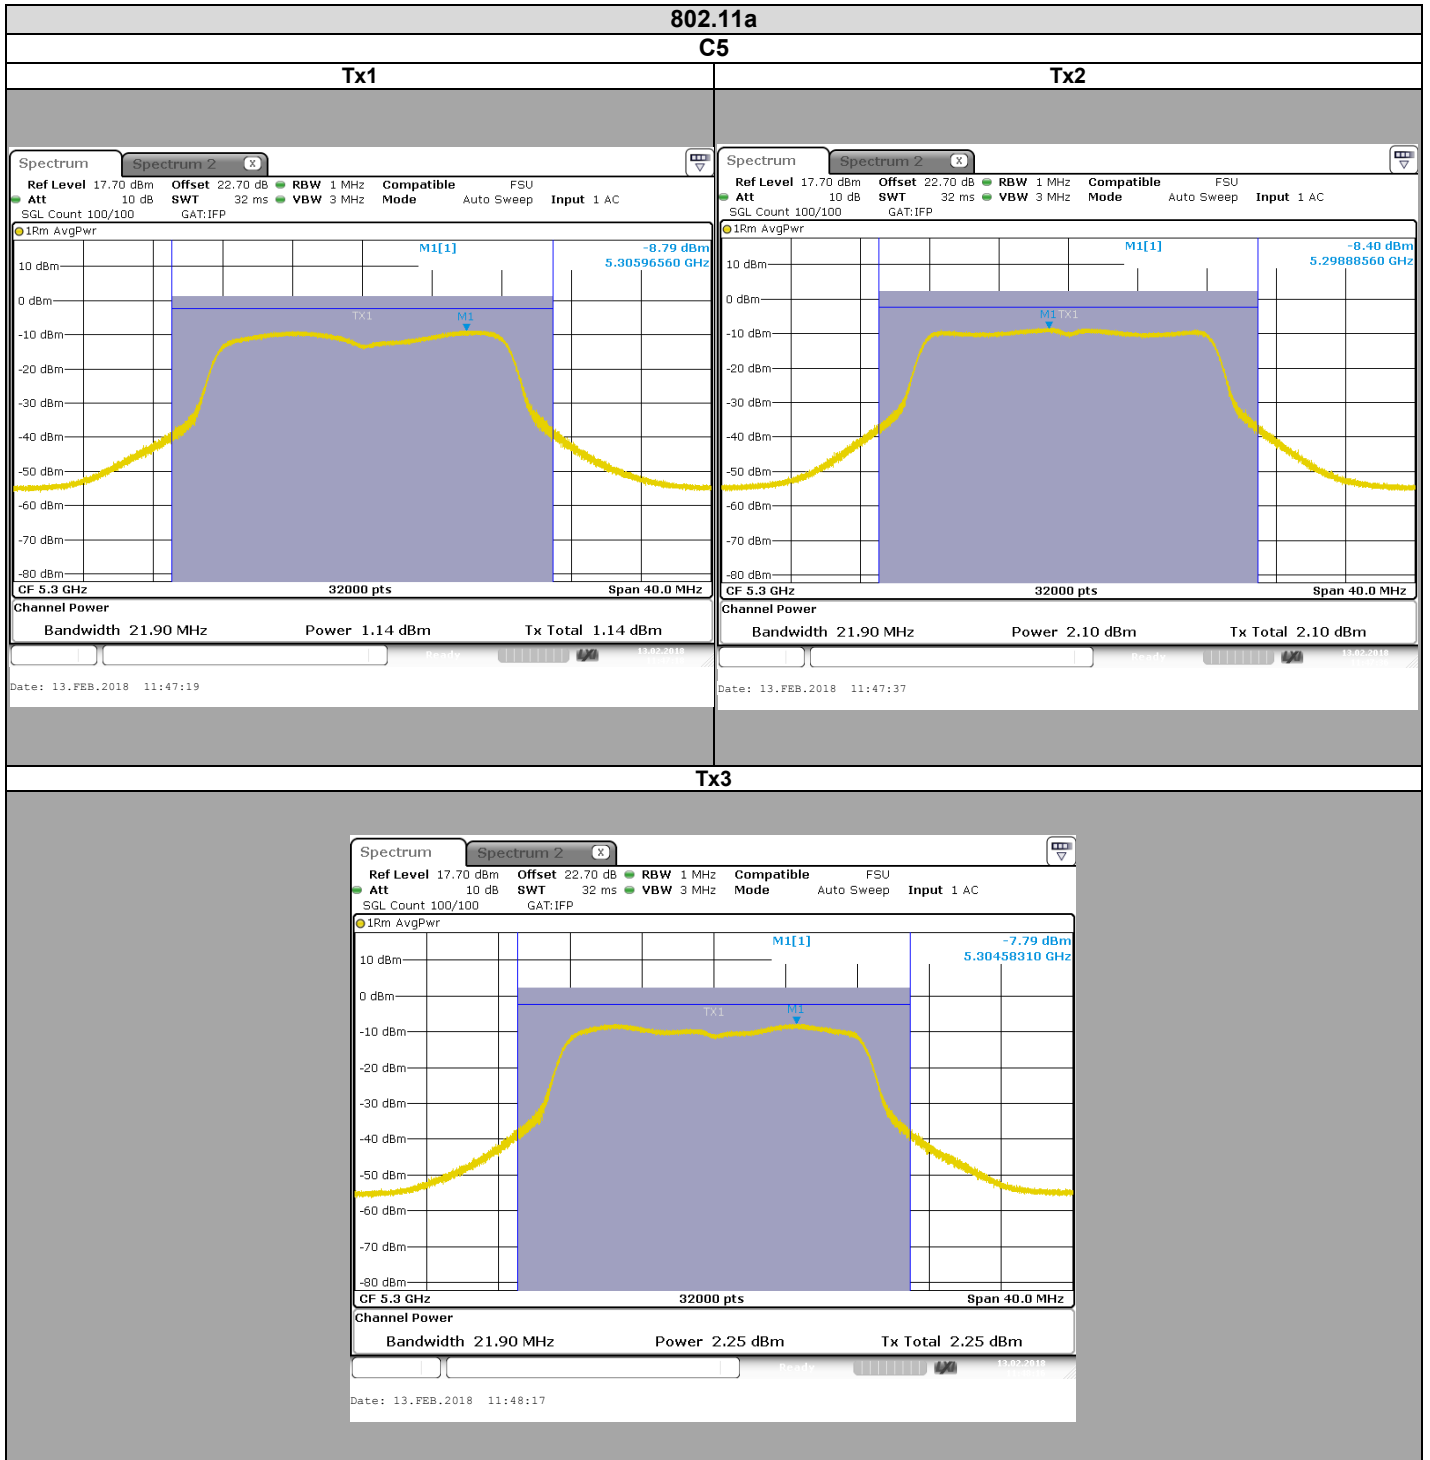 802.11a
C5
Tx1
Tx2
Spectrum Spectrum 2 X
Ref Level 17.70 dBm Offset 22.70 dB RBW 1 MHz Compatible FSU
Att 10 dB SWT 32 ms VBW 3 MHz Mode Auto Sweep Input 1 AC
SGL Count 100/100 GAT:IFP
1Rm AvgPwr
M1[1] -8.79 dBm
5.30596560 GHz
10 dBm
0 dBm
TX1 M1
-10 dBm
-20 dBm
-30 dBm
-40 dBm
-50 dBm
-60 dBm
-70 dBm
-80 dBm
CF 5.3 GHz 32000 pts Span 40.0 MHz
Channel Power
Bandwidth 21.90 MHz Power 1.14 dBm Tx Total 1.14 dBm
Ready 13.02.2018
Date: 13.FEB.2018 11:47:19
Spectrum Spectrum 2 X
Ref Level 17.70 dBm Offset 22.70 dB RBW 1 MHz Compatible FSU
Att 10 dB SWT 32 ms VBW 3 MHz Mode Auto Sweep Input 1 AC
SGL Count 100/100 GAT:IFP
1Rm AvgPwr
M1[1] -8.40 dBm
5.29888560 GHz
10 dBm
0 dBm
M1 TX1
-10 dBm
-20 dBm
-30 dBm
-40 dBm
-50 dBm
-60 dBm
-70 dBm
-80 dBm
CF 5.3 GHz 32000 pts Span 40.0 MHz
Channel Power
Bandwidth 21.90 MHz Power 2.10 dBm Tx Total 2.10 dBm
Ready 13.02.2018
Date: 13.FEB.2018 11:47:37
Tx3
Spectrum Spectrum 2 X
Ref Level 17.70 dBm Offset 22.70 dB RBW 1 MHz Compatible FSU
Att 10 dB SWT 32 ms VBW 3 MHz Mode Auto Sweep Input 1 AC
SGL Count 100/100 GAT:IFP
1Rm AvgPwr
M1[1] -7.79 dBm
5.30458310 GHz
10 dBm
0 dBm
TX1 M1
-10 dBm
-20 dBm
-30 dBm
-40 dBm
-50 dBm
-60 dBm
-70 dBm
-80 dBm
CF 5.3 GHz 32000 pts Span 40.0 MHz
Channel Power
Bandwidth 21.90 MHz Power 2.25 dBm Tx Total 2.25 dBm
Ready 13.02.2018
Date: 13.FEB.2018 11:48:17